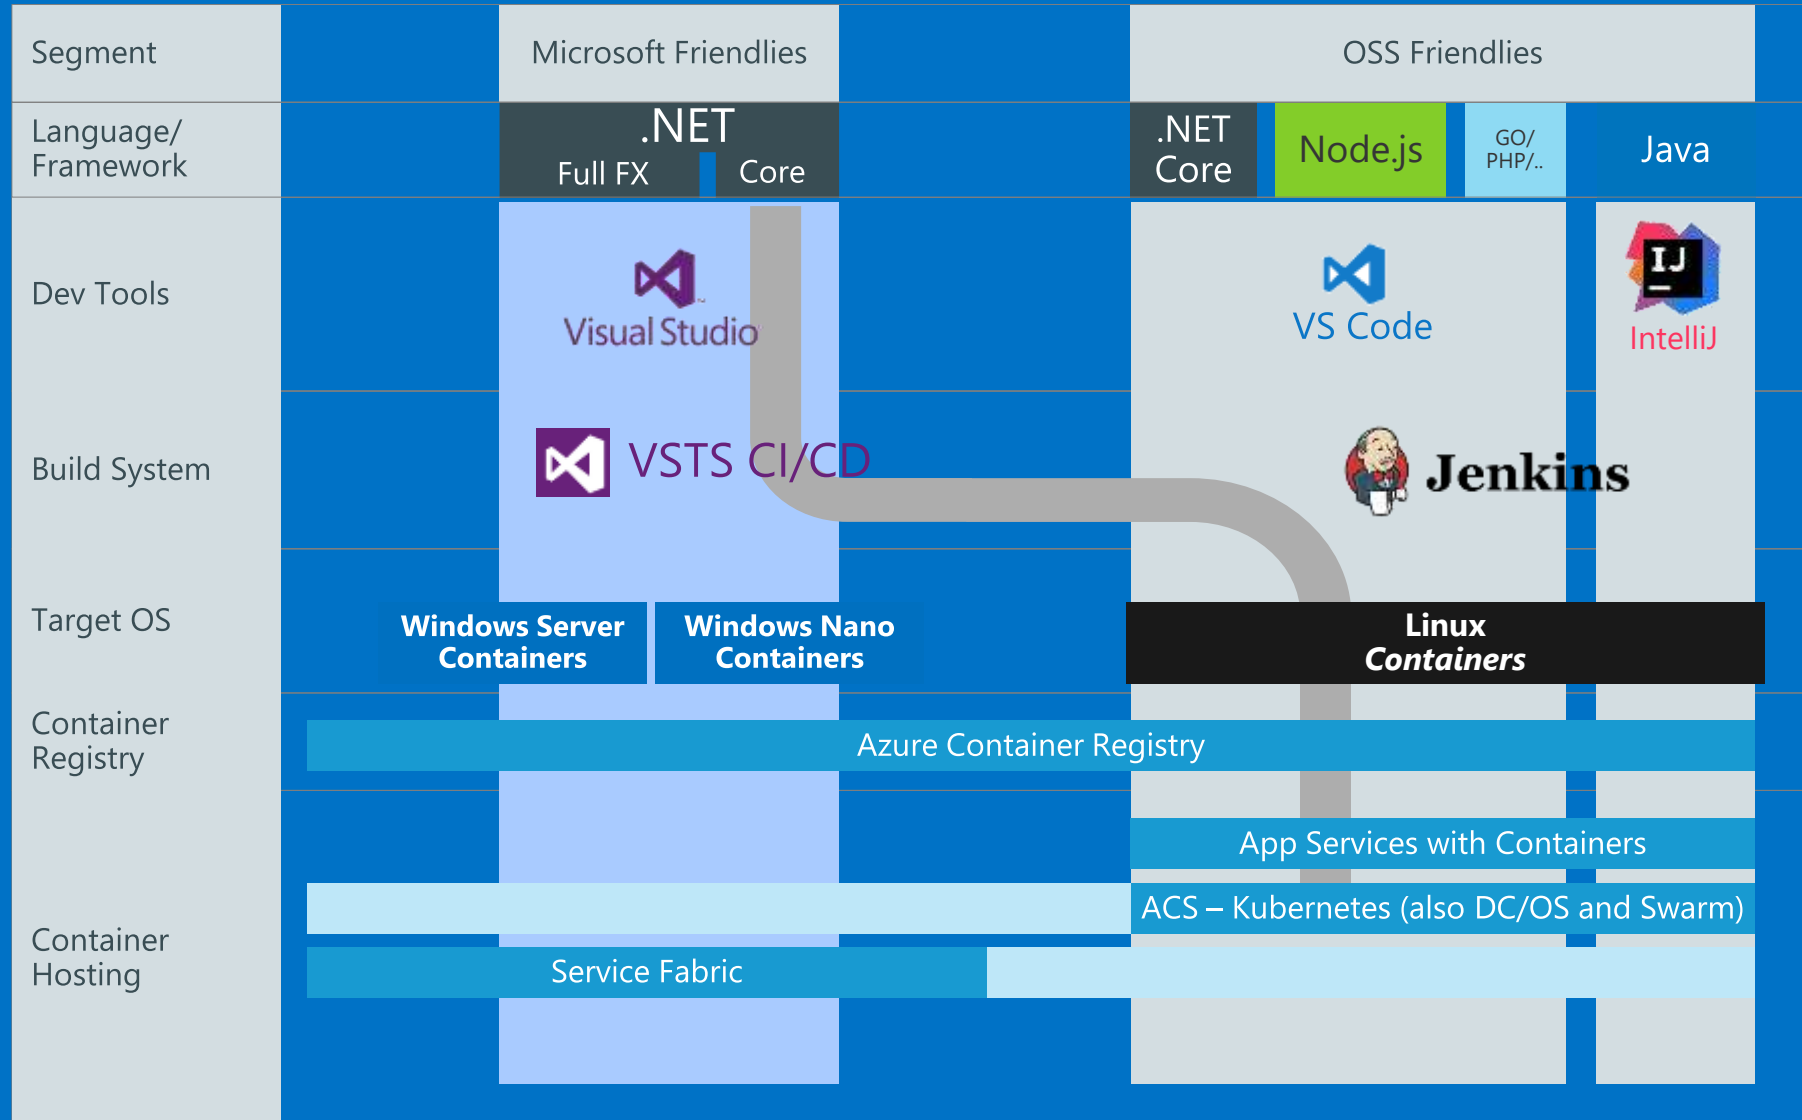 Segment
Microsoft Friendlies
OSS Friendlies
Language/
Framework
.NET
Full FX
Core
.NET
Core
Node.js
GO/
PHP/..
Java
Dev Tools
Visual Studio
VS Code
IJ
IntelliJ
Build System
VSTS CI/CD
Jenkins
Target OS
Windows Server
Containers
Windows Nano
Containers
Linux
Containers
Container
Registry
Azure Container Registry
Container
Hosting
App Services with Containers
ACS – Kubernetes (also DC/OS and Swarm)
Service Fabric